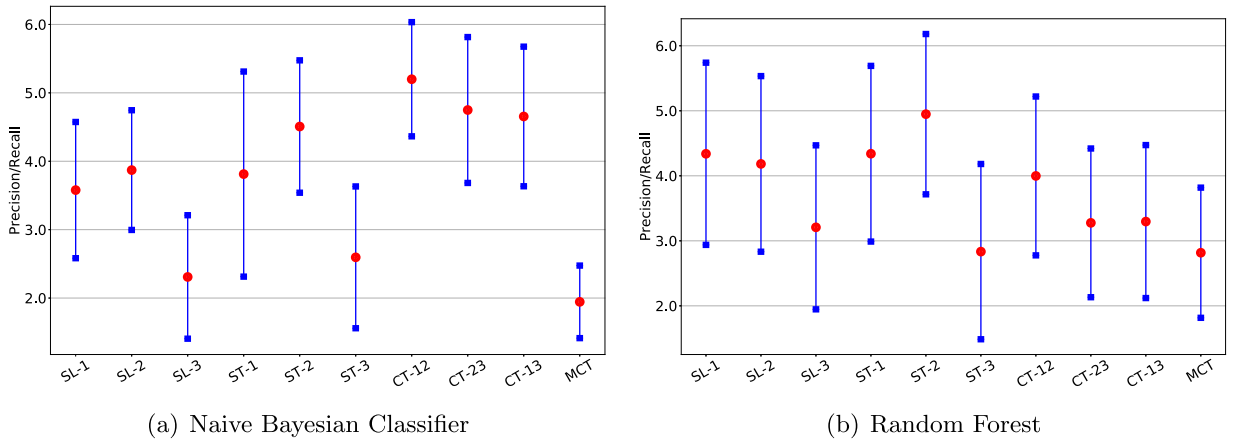 Precision/Recall
6.0
5.0
4.0
3.0
2.0
SL-1 SL-2 SL-3 ST-1 ST-2 ST-3 CT-12 CT-23 CT-13 MCT
(a) Naive Bayesian Classifier
Precision/Recall
6.0
5.0
4.0
3.0
2.0
SL-1 SL-2 SL-3 ST-1 ST-2 ST-3 CT-12 CT-23 CT-13 MCT
(b) Random Forest